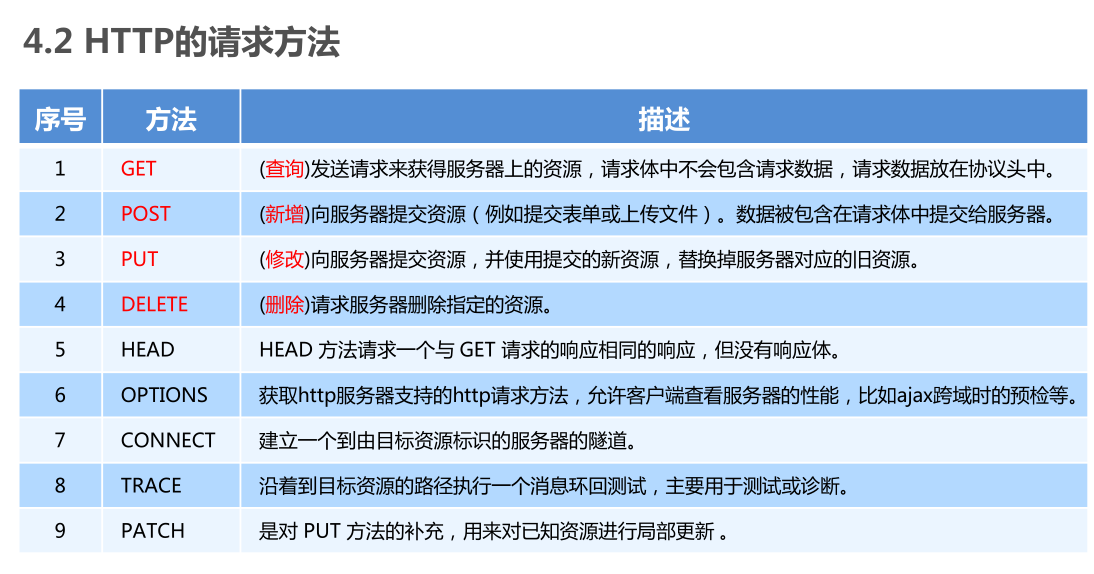 4.2 HTTP的请求方法
序号 方法 描述
1 GET (查询)发送请求来获得服务器上的资源，请求体中不会包含请求数据，请求数据放在协议头中。
2 POST (新增)向服务器提交资源（例如提交表单或上传文件）。数据被包含在请求体中提交给服务器。
3 PUT (修改)向服务器提交资源，并使用提交的新资源，替换掉服务器对应的旧资源。
4 DELETE (删除)请求服务器删除指定的资源。
5 HEAD HEAD 方法请求一个与 GET 请求的响应相同的响应，但没有响应体。
6 OPTIONS 获取http服务器支持的http请求方法，允许客户端查看服务器的性能，比如ajax跨域时的预检等。
7 CONNECT 建立一个到由目标资源标识的服务器的隧道。
8 TRACE 沿着到目标资源的路径执行一个消息环回测试，主要用于测试或诊断。
9 PATCH 是对 PUT 方法的补充，用来对已知资源进行局部更新 。